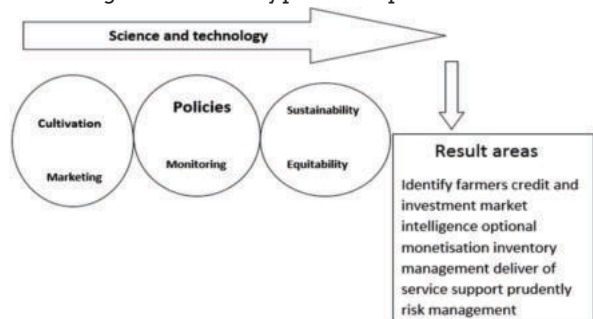 Science and technology
Cultivation
Marketing
Policies
Monitoring
Sustainability
Equitability
Result areas
Identify farmers credit and
investment market
intelligence optional
monetisation inventory
management deliver of
service support prudently
risk management